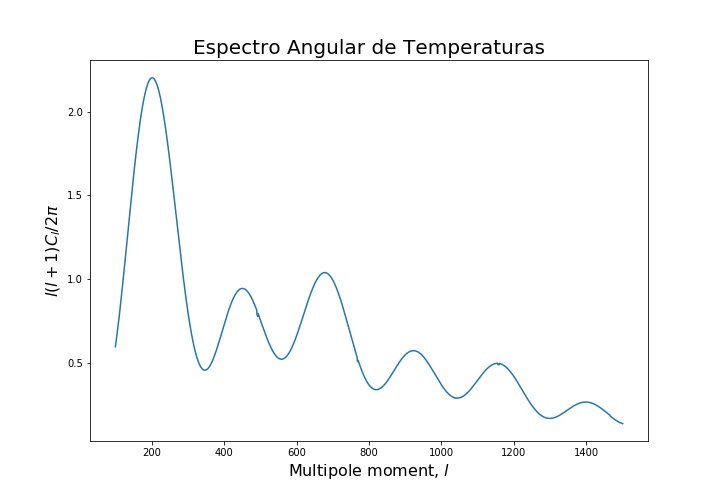 Espectro Angular de Temperaturas
l(l + 1)C_l/2π
2.0
1.5
1.0
0.5
200 400 600 800 1000 1200 1400
Multipole moment, l